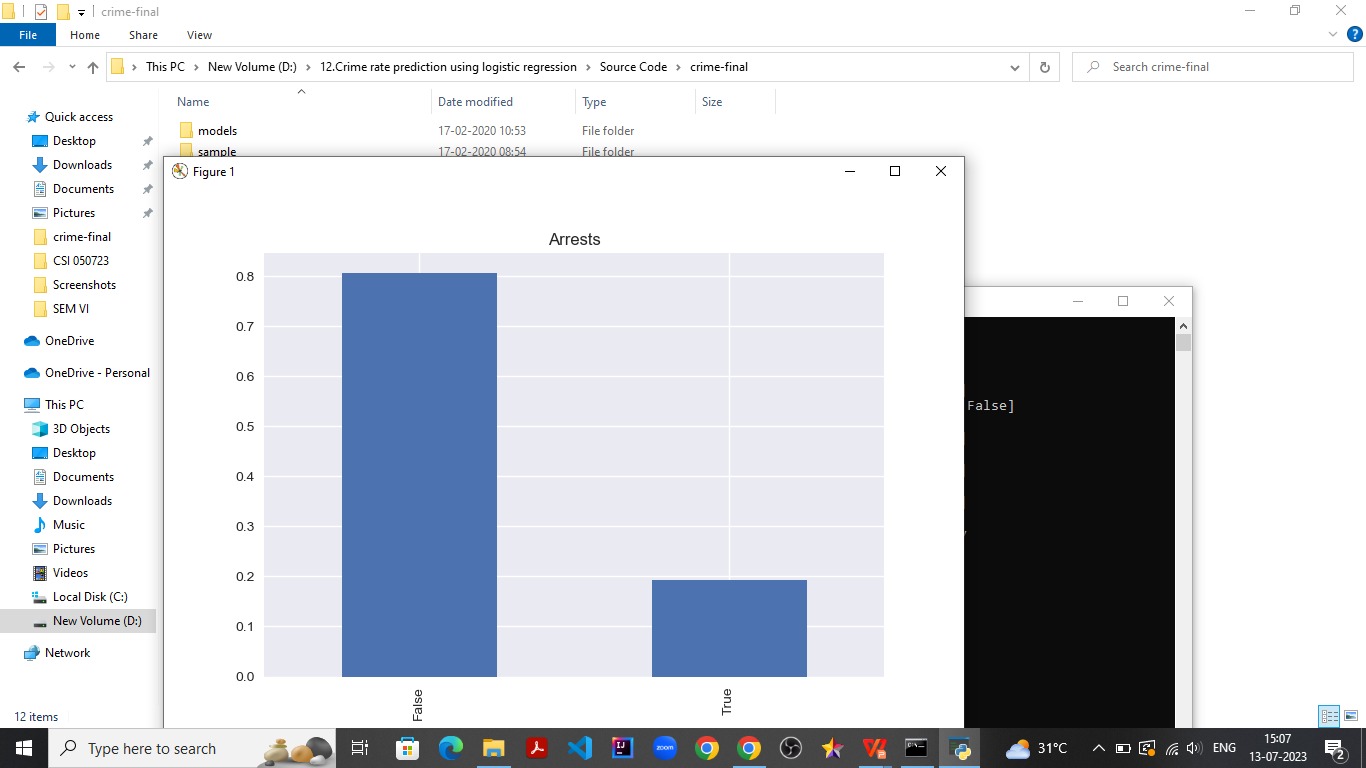 crime-final
File Home Share View
This PC New Volume (D:) 12.Crime rate prediction using logistic regression Source Code crime-final Search crime-final
Name Date modified Type Size
models 17-02-2020 10:53 File folder
sample 17-02-2020 08:54 File folder
Quick access
Desktop
Downloads
Documents
Pictures
crime-final
CSI 050723
Screenshots
SEM VI
OneDrive
OneDrive - Personal
This PC
3D Objects
Desktop
Documents
Downloads
Music
Pictures
Videos
Local Disk (C:)
New Volume (D:)
Network
12 items
Figure 1
Arrests
0.8
0.7
0.6
0.5
0.4
0.3
0.2
0.1
0.0
False
True
False]
Type here to search
zoom
31°C
ENG
15:07
13-07-2023
2